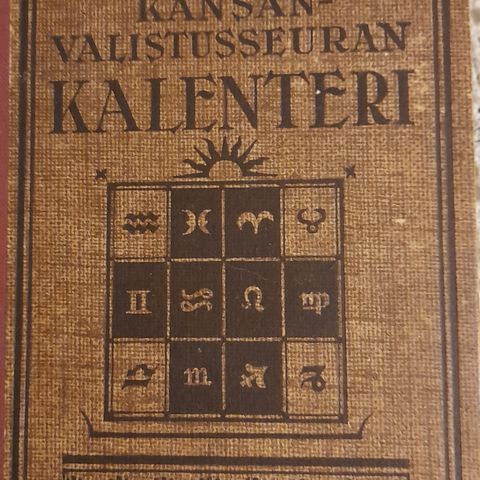 KANSAN-
VALISTUSSEURAN
KALENTERI